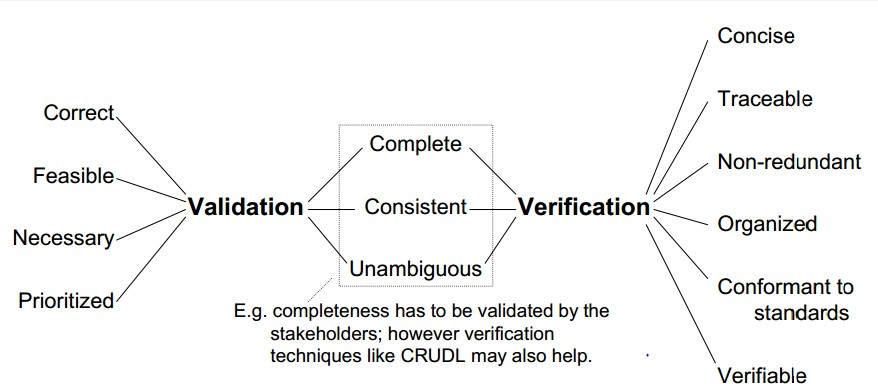 Correct
Feasible
Necessary
Prioritized
Validation
Complete
Consistent
Unambiguous
Verification
Concise
Traceable
Non-redundant
Organized
Conformant to
standards
Verifiable
E.g. completeness has to be validated by the
stakeholders; however verification
techniques like CRUDL may also help.